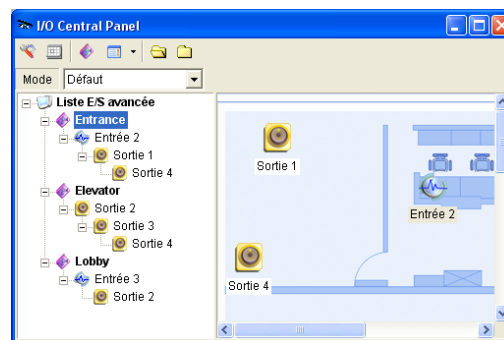 I/O Central Panel
Mode Défaut
Liste E/S avancée
Entrance
Entrée 2
Sortie 1
Sortie 4
Elevator
Sortie 2
Sortie 3
Sortie 4
Lobby
Entrée 3
Sortie 2
Sortie 1
Entrée 2
Sortie 4